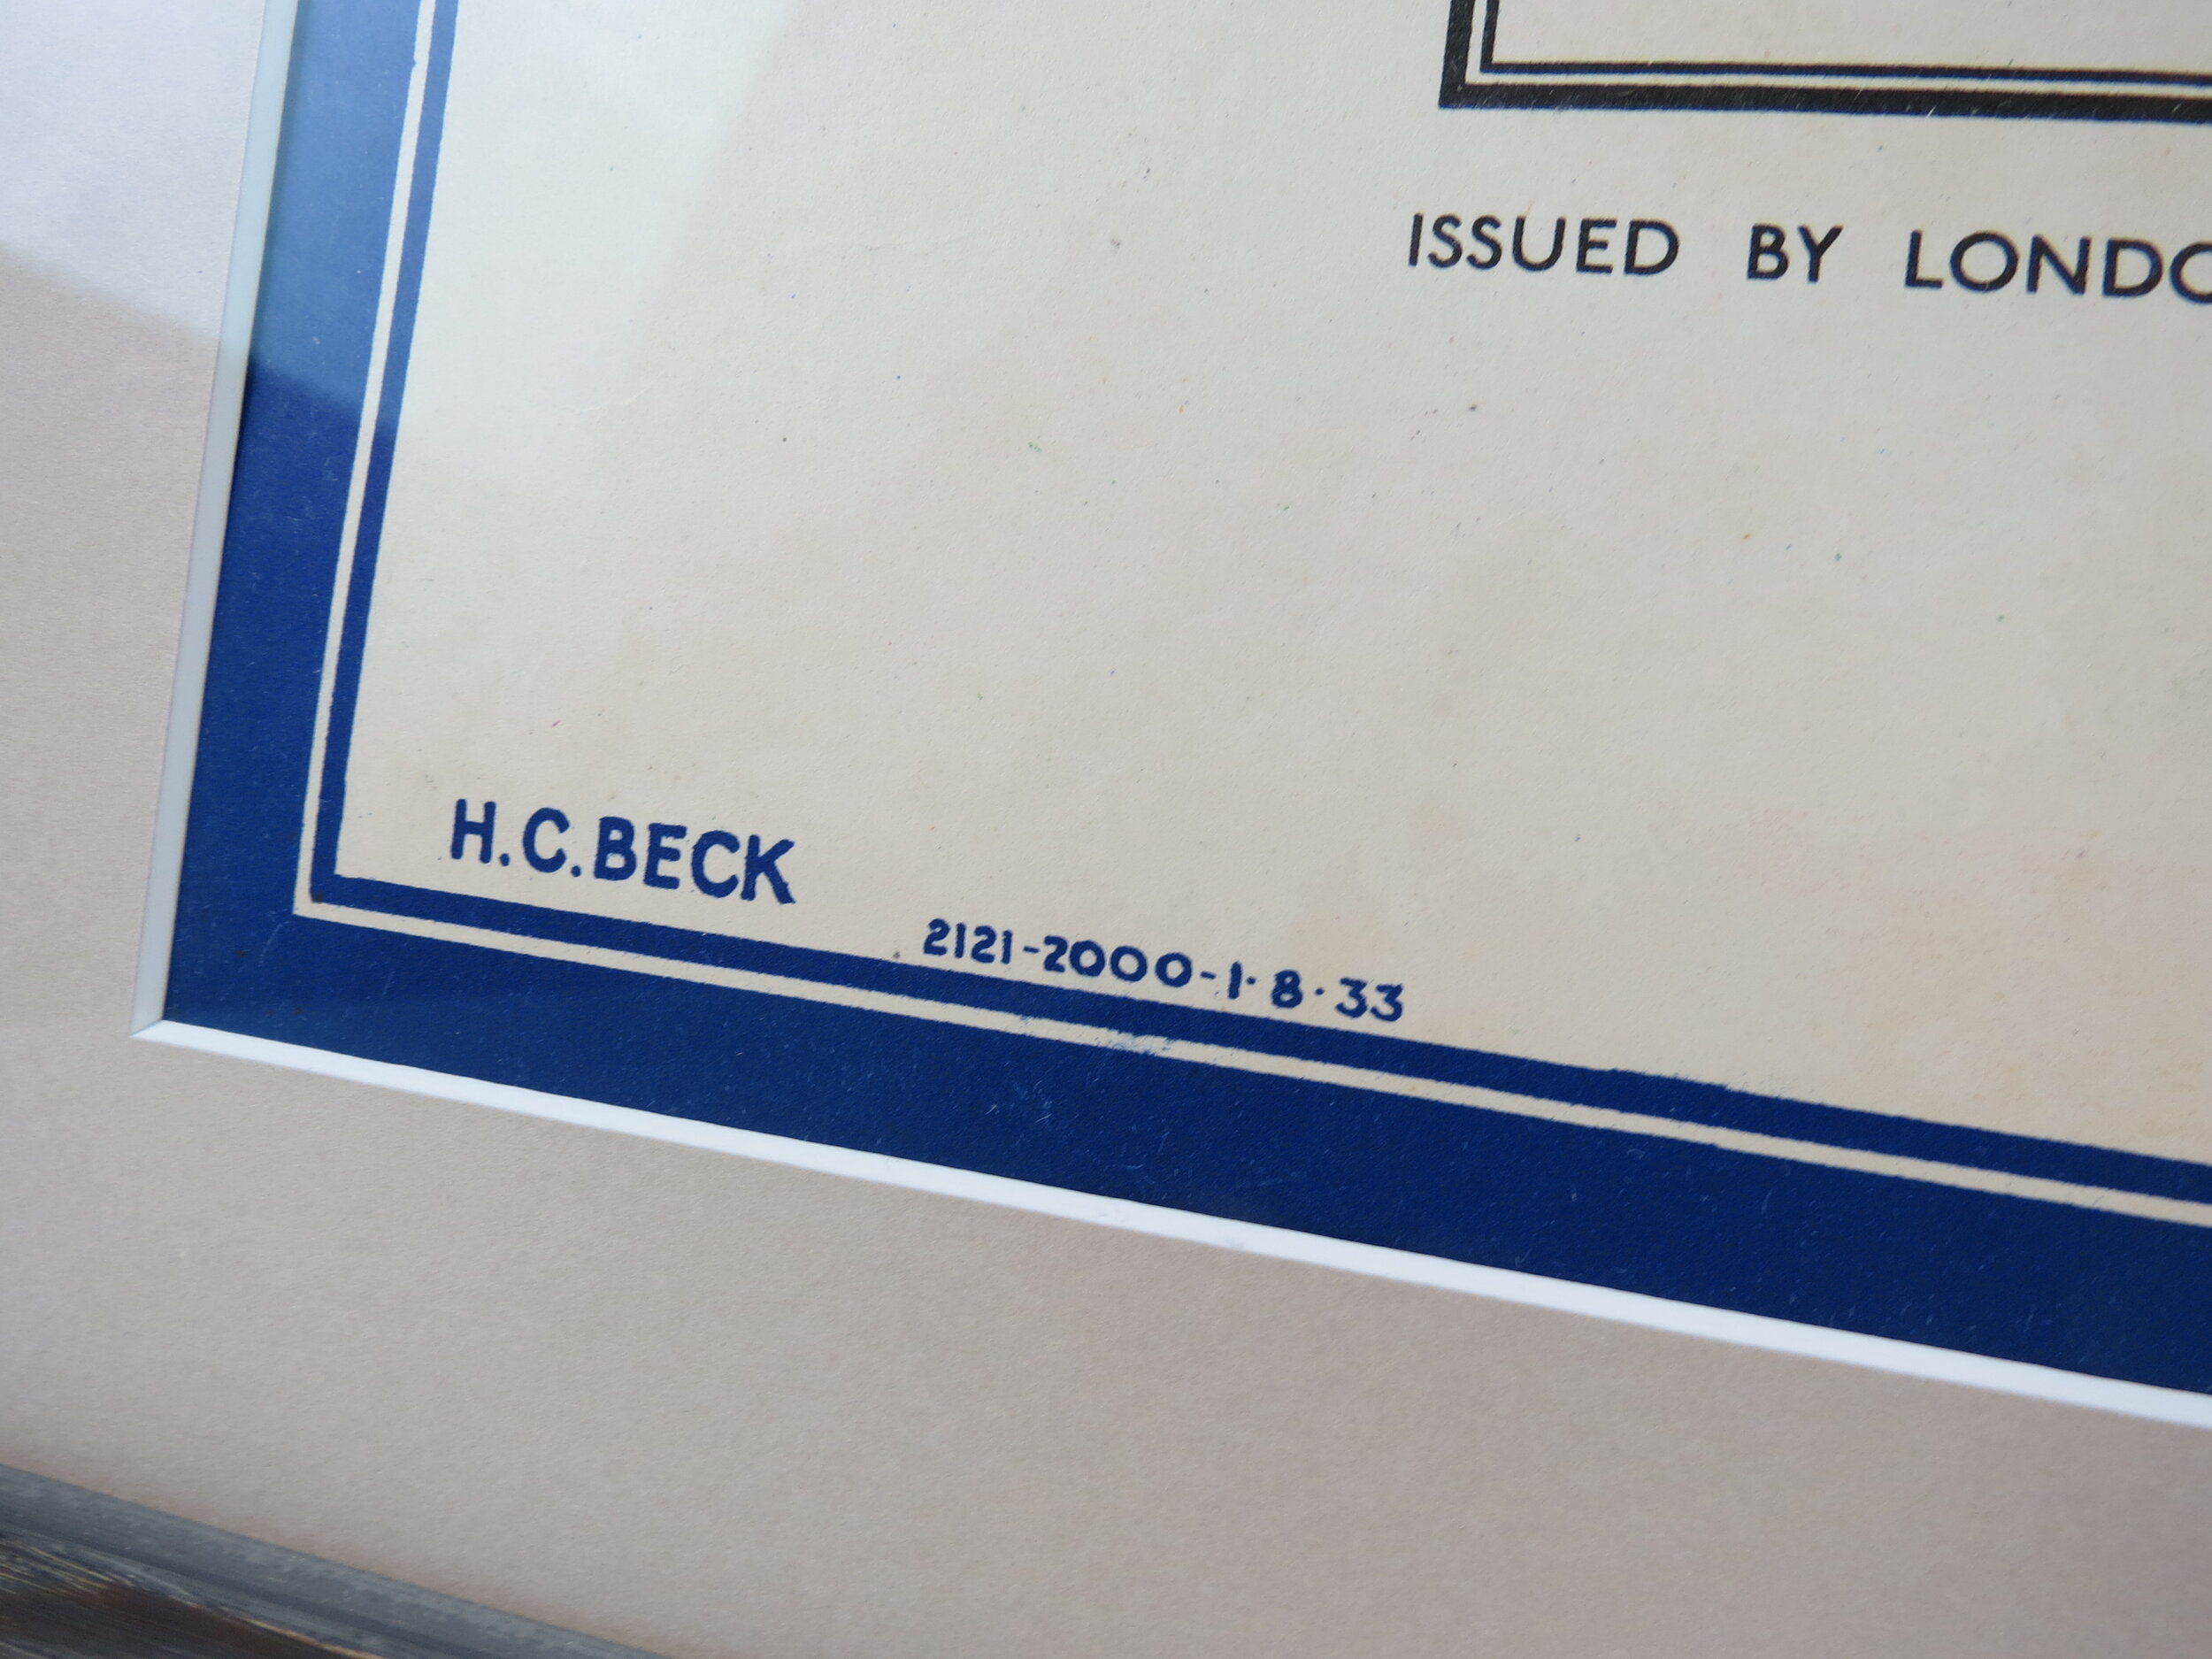 ISSUED BY LONDO
H. C. BECK
2121-2000-1·8·33